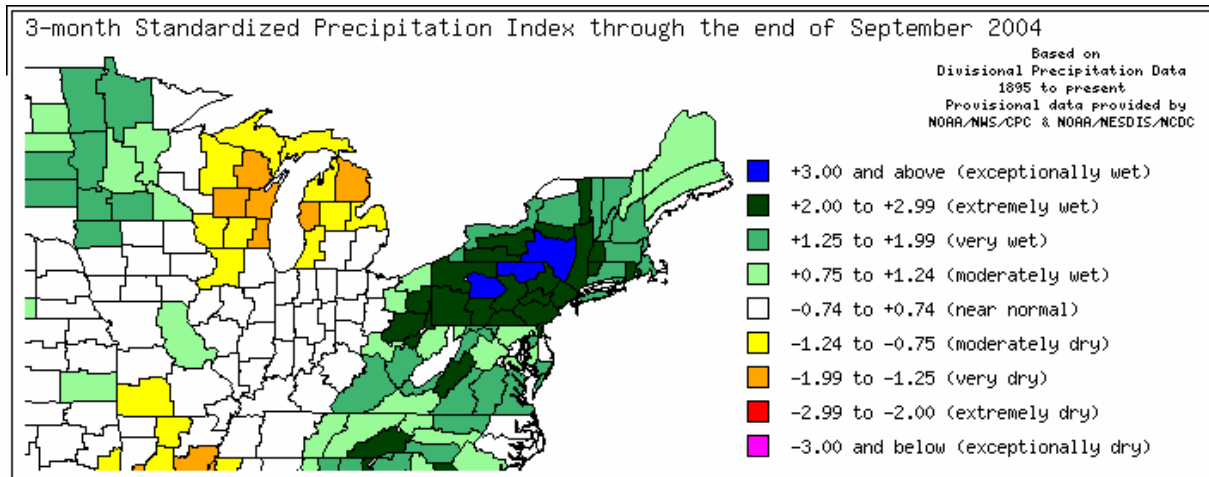 3-month Standardized Precipitation Index through the end of September 2004
Based on
Divisional Precipitation Data
1895 to present
Provisional data provided by
NOAA/NWS/CPC & NOAA/NESDIS/NCDC
+3.00 and above (exceptionally wet)
+2.00 to +2.99 (extremely wet)
+1.25 to +1.99 (very wet)
+0.75 to +1.24 (moderately wet)
-0.74 to +0.74 (near normal)
-1.24 to -0.75 (moderately dry)
-1.99 to -1.25 (very dry)
-2.99 to -2.00 (extremely dry)
-3.00 and below (exceptionally dry)